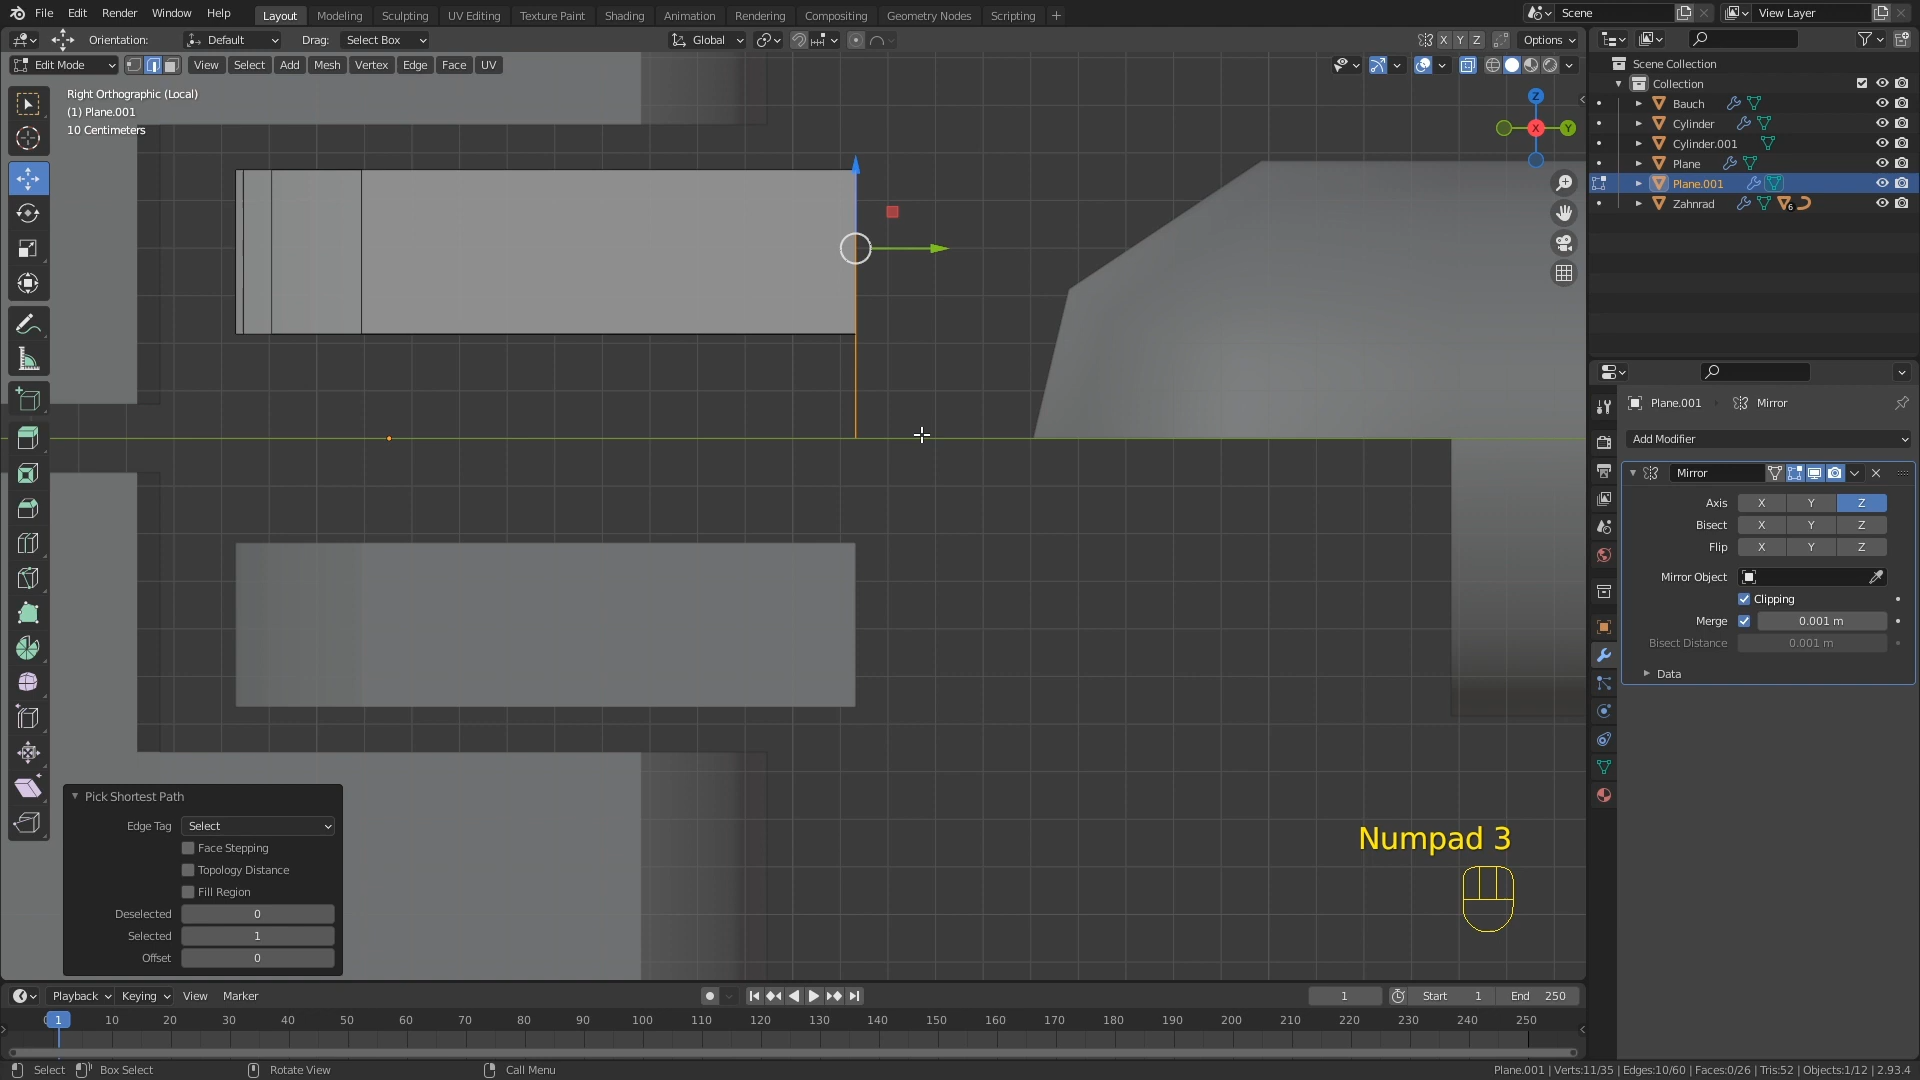 File Edit Render Window Help
Layout Modeling Sculpting UV Editing Texture Paint Shading Animation Rendering Compositing Geometry Nodes Scripting +
Scene
View Layer
Orientation: Default Drag: Select Box
Global
X Y Z
Options
Edit Mode
View Select Add Mesh Vertex Edge Face UV
Right Orthographic (Local)
(1) Plane.001
10 Centimeters
Z
X
Y
Scene Collection
Collection
Bauch
Cylinder
Cylinder.001
Plane
Plane.001
Zahnrad
6
Plane.001 Mirror
Add Modifier
Mirror
Axis X Y Z
Bisect X Y Z
Flip X Y Z
Mirror Object
Clipping
Merge 0.001 m
Bisect Distance 0.001 m
Data
Pick Shortest Path
Edge Tag Select
Face Stepping
Topology Distance
Fill Region
Deselected 0
Selected 1
Offset 0
Numpad 3
Playback Keying View Marker
1
Start 1
End 250
1 10 20 30 40 50 60 70 80 90 100 110 120 130 140 150 160 170 180 190 200 210 220 230 240 250
Select Box Select Rotate View Call Menu
Plane.001 | Verts:11/35 | Edges:10/60 | Faces:0/26 | Tris:52 | Objects:1/12 | 2.93.4